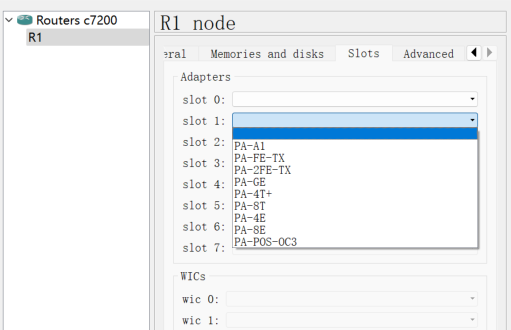 Routers c7200
R1
R1 node
eral Memories and disks Slots Advanced
Adapters
slot 0:
slot 1:
slot 2:
slot 3:
slot 4:
slot 5:
slot 6:
slot 7:
PA-A1
PA-FE-TX
PA-2FE-TX
PA-GE
PA-4T+
PA-8T
PA-4E
PA-8E
PA-POS-OC3
WICs
wic 0:
wic 1: